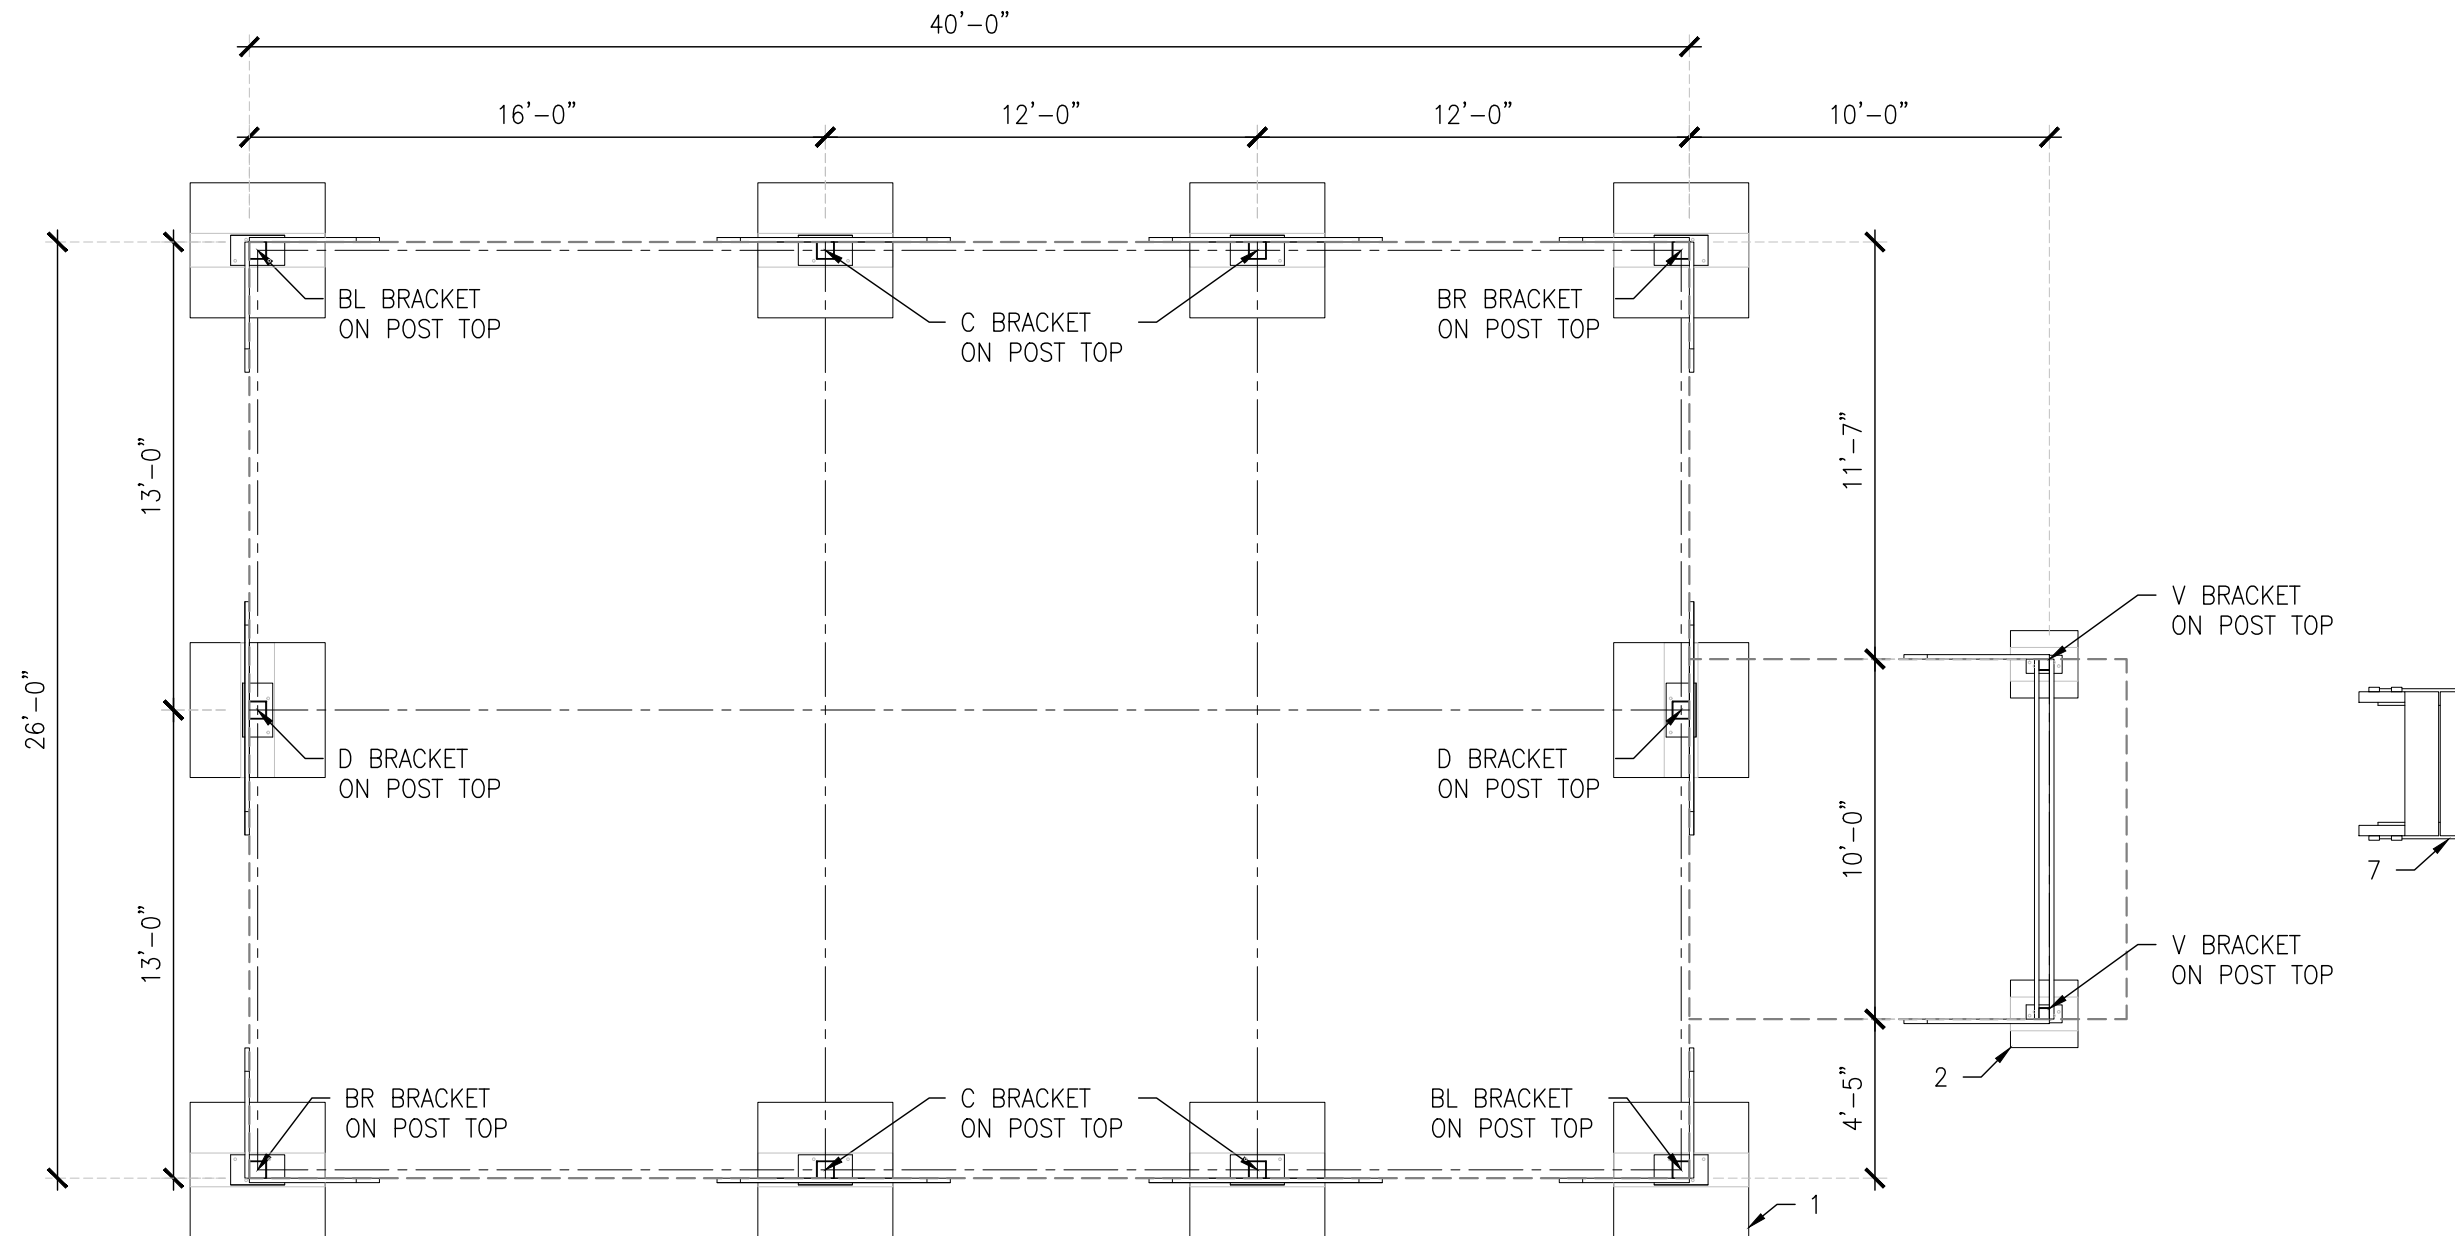 40'-0"
16'-0"
12'-0"
12'-0"
10'-0"
BL BRACKET
ON POST TOP
C BRACKET
ON POST TOP
BR BRACKET
ON POST TOP
13'-0"
11'-7"
26'-0"
V BRACKET
ON POST TOP
D BRACKET
ON POST TOP
D BRACKET
ON POST TOP
10'-0"
7
13'-0"
V BRACKET
ON POST TOP
2
BR BRACKET
ON POST TOP
C BRACKET
ON POST TOP
BL BRACKET
ON POST TOP
4'-5"
1